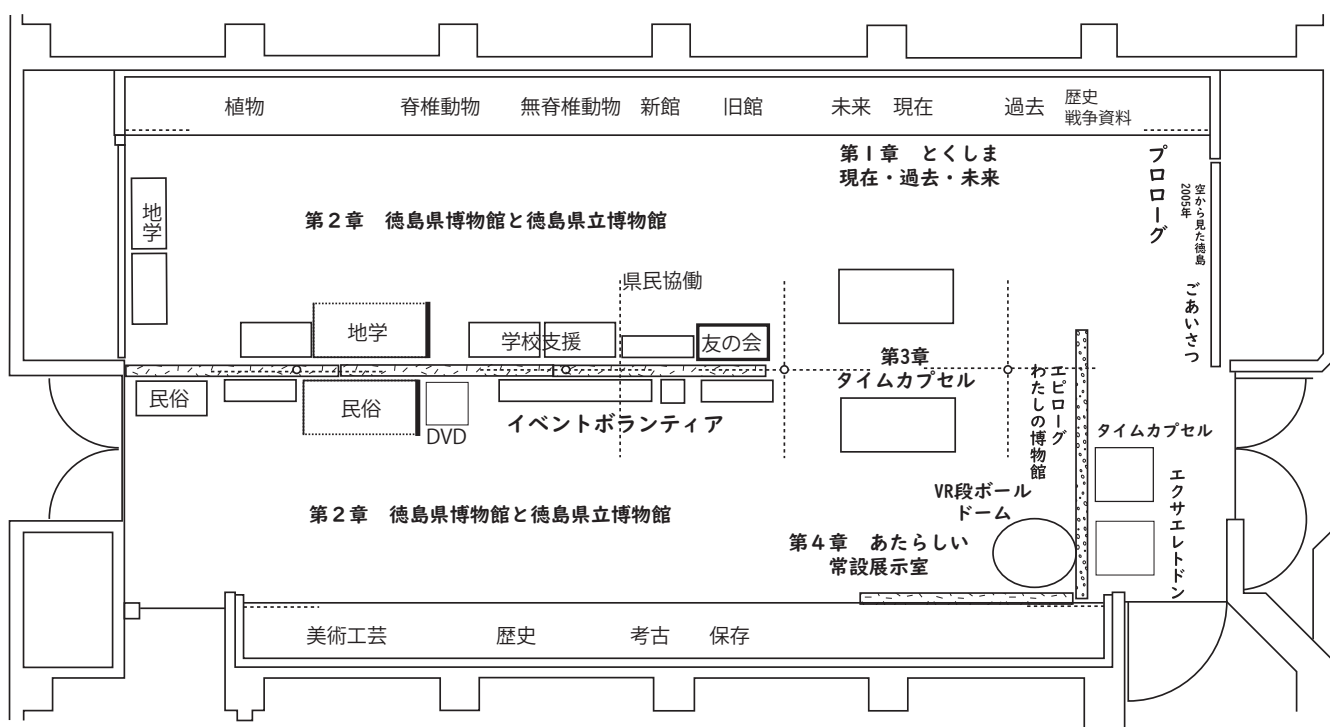 植物
脊椎動物
無脊椎動物
新館
旧館
未来
現在
過去
歴史
戦争資料
第1章　とくしま
現在・過去・未来
プロローグ
空から見た徳島
2005年
ごあいさつ
地学
第２章　徳島県博物館と徳島県立博物館
県民協働
地学
学校支援
友の会
第3章
タイムカプセル
エピローグ
わたしの博物館
民俗
民俗
DVD
イベントボランティア
タイムカプセル
エクサエレトドン
VR段ボール
ドーム
第２章　徳島県博物館と徳島県立博物館
第４章　あたらしい
常設展示室
美術工芸
歴史
考古
保存